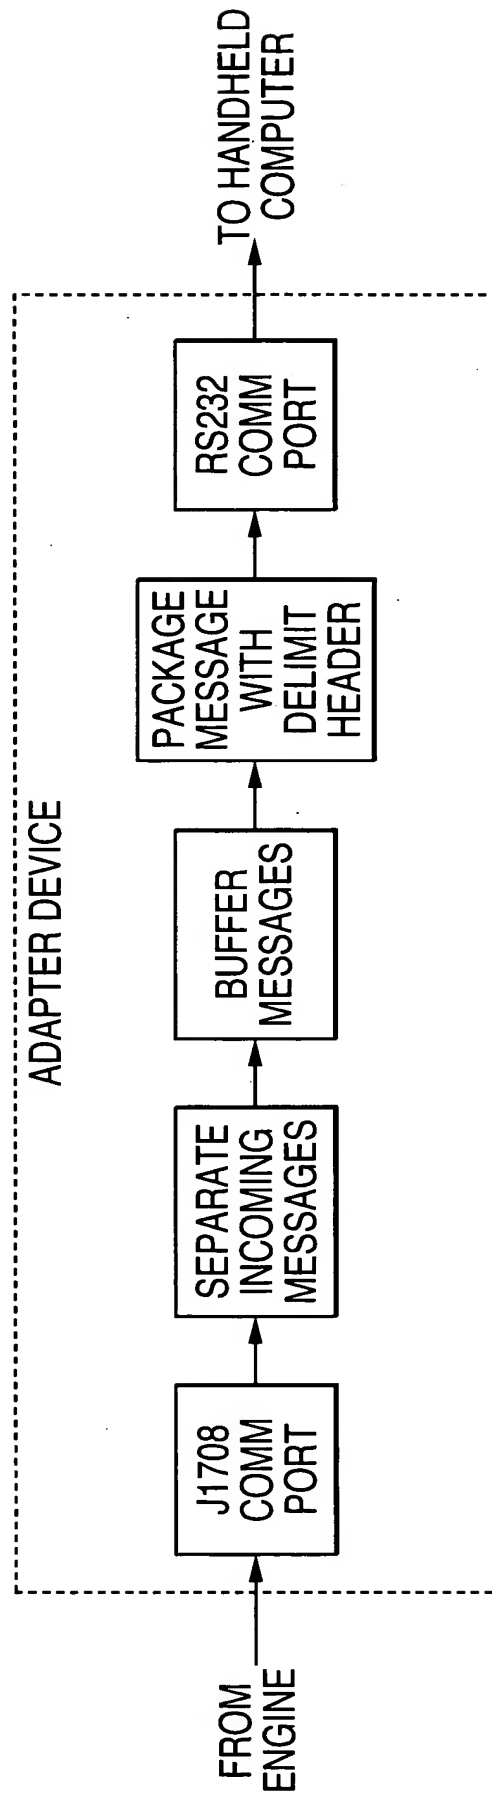 ADAPTER DEVICE
FROM
ENGINE
J1708
COMM
PORT
SEPARATE
INCOMING
MESSAGES
BUFFER
MESSAGES
PACKAGE
MESSAGE
WITH
DELIMIT
HEADER
RS232
COMM
PORT
TO HANDHELD
COMPUTER